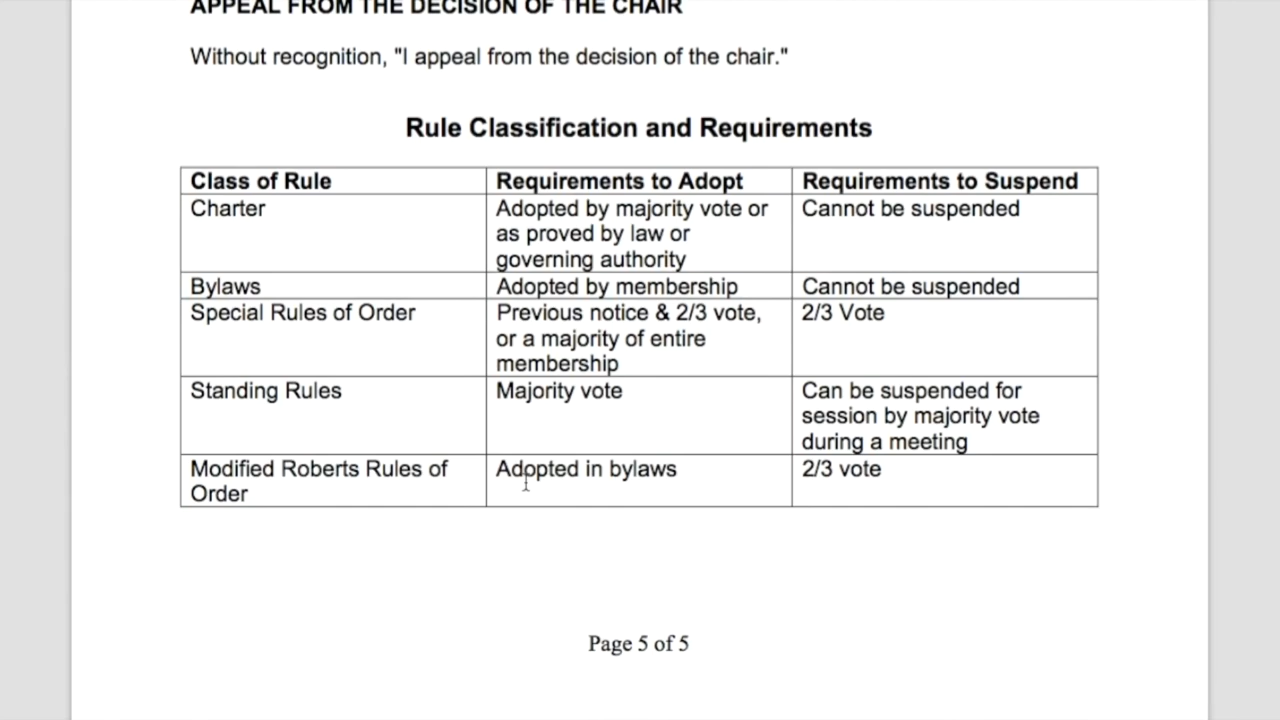 APPEAL FROM THE DECISION OF THE CHAIR
Without recognition, "I appeal from the decision of the chair."
Rule Classification and Requirements
Class of Rule
Requirements to Adopt
Requirements to Suspend
Charter
Adopted by majority vote or
as proved by law or
governing authority
Cannot be suspended
Bylaws
Adopted by membership
Cannot be suspended
Special Rules of Order
Previous notice & 2/3 vote,
or a majority of entire
membership
2/3 Vote
Standing Rules
Majority vote
Can be suspended for
session by majority vote
during a meeting
Modified Roberts Rules of
Order
Adopted in bylaws
2/3 vote
Page 5 of 5